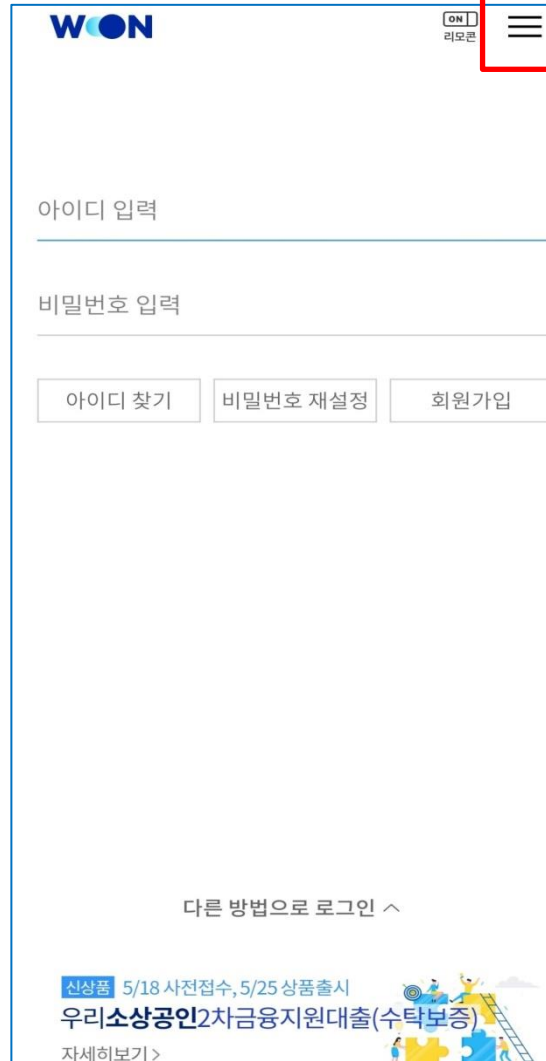 WON
ON
리모콘
아이디 입력
비밀번호 입력
아이디 찾기 비밀번호 재설정 회원가입
다른 방법으로 로그인
신상품 5/18 사전접수, 5/25 상품출시
우리소상공인2차금융지원대출(수탁보증)
자세히보기 >